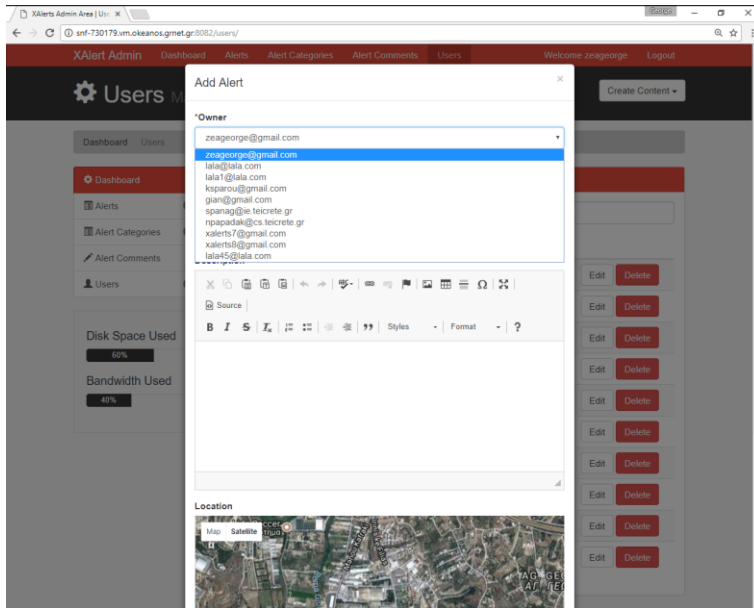 XAlerts Admin Area | Use
George
snf-730179.vm.okeanos.grnet.gr:8082/users/
XAlert Admin Dashboard Alerts Alert Categories Alert Comments Users Welcome zeageorge Logout
Users M
Create Content
Add Alert ×
*Owner
zeageorge@gmail.com
zeageorge@gmail.com
lala@lala.com
lala1@lala.com
ksparou@gmail.com
gian@gmail.com
spanag@ie.teicrete.gr
npapadak@cs.teicrete.gr
xalerts7@gmail.com
xalerts8@gmail.com
lala45@lala.com
Description
Dashboard Users
Dashboard
Alerts
Alert Categories
Alert Comments
Users
Disk Space Used
60%
Bandwidth Used
40%
Source
B I S Ix Styles Format ?
Location
Map Satellite
Edit Delete
Edit Delete
Edit Delete
Edit Delete
Edit Delete
Edit Delete
Edit Delete
Edit Delete
Edit Delete
Edit Delete